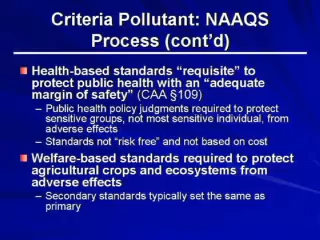 Criteria Pollutant: NAAQS
Process (cont'd)
Health-based standards “requisite” to
protect public health with an “adequate
margin of safety” (CAA §109)
– Public health policy judgments required to protect
sensitive groups, not most sensitive individual, from
adverse effects
– Standards not “risk free” and not based on cost
Welfare-based standards required to protect
agricultural crops and ecosystems from
adverse effects
– Secondary standards typically set the same as
primary